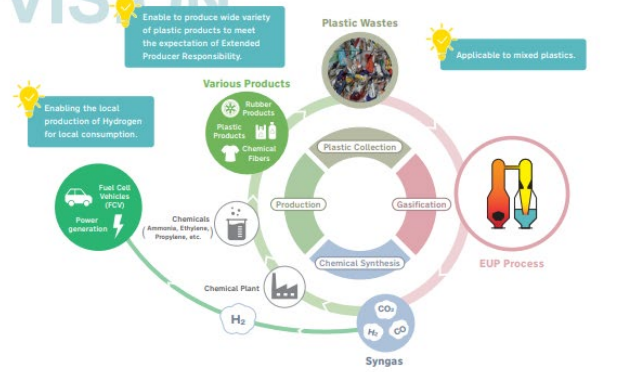 VISION
Enable to produce wide variety
of plastic products to meet
the expectation of Extended
Producer Responsibility.
Plastic Wastes
Applicable to mixed plastics.
Enabling the local
production of Hydrogen
for local consumption.
Various Products
Rubber
Products
Plastic
Products
Chemical
Fibers
Plastic Collection
Production
Gasification
Chemical Synthesis
Fuel Cell
Vehicles
(FCV)
Power
generation
Chemicals
(Ammonia, Ethylene,
Propylene, etc.)
Chemical Plant
H₂
EUP Process
CO₂
H₂
CO
Syngas